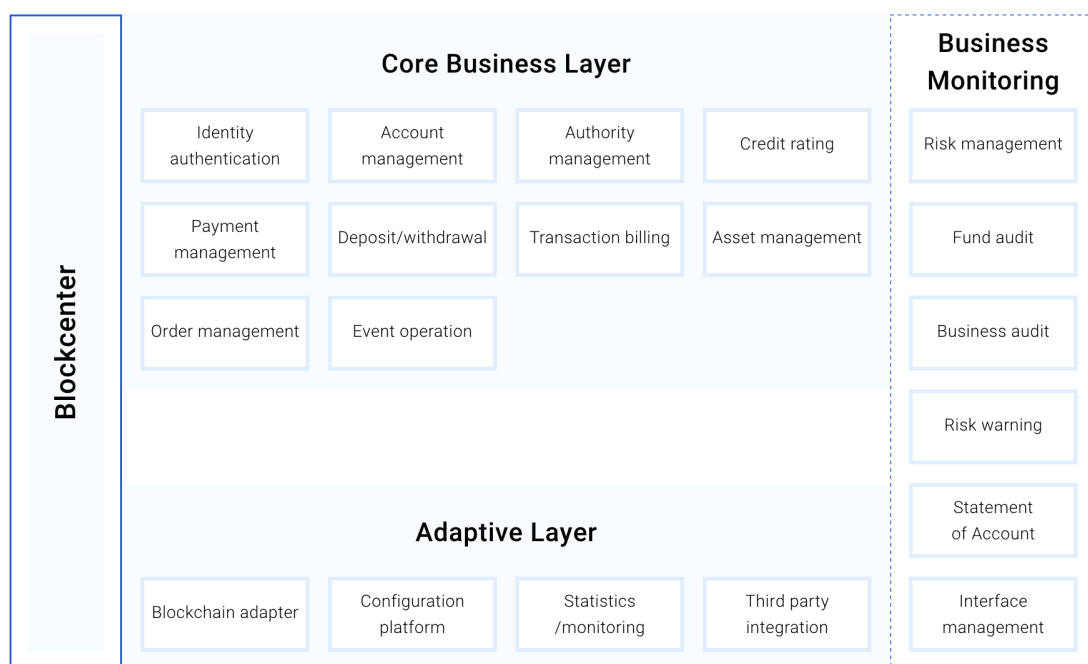 Blockcenter
Core Business Layer
Identity
authentication
Account
management
Authority
management
Credit rating
Payment
management
Deposit/withdrawal
Transaction billing
Asset management
Order management
Event operation
Adaptive Layer
Blockchain adapter
Configuration
platform
Statistics
/monitoring
Third party
integration
Business
Monitoring
Risk management
Fund audit
Business audit
Risk warning
Statement
of Account
Interface
management